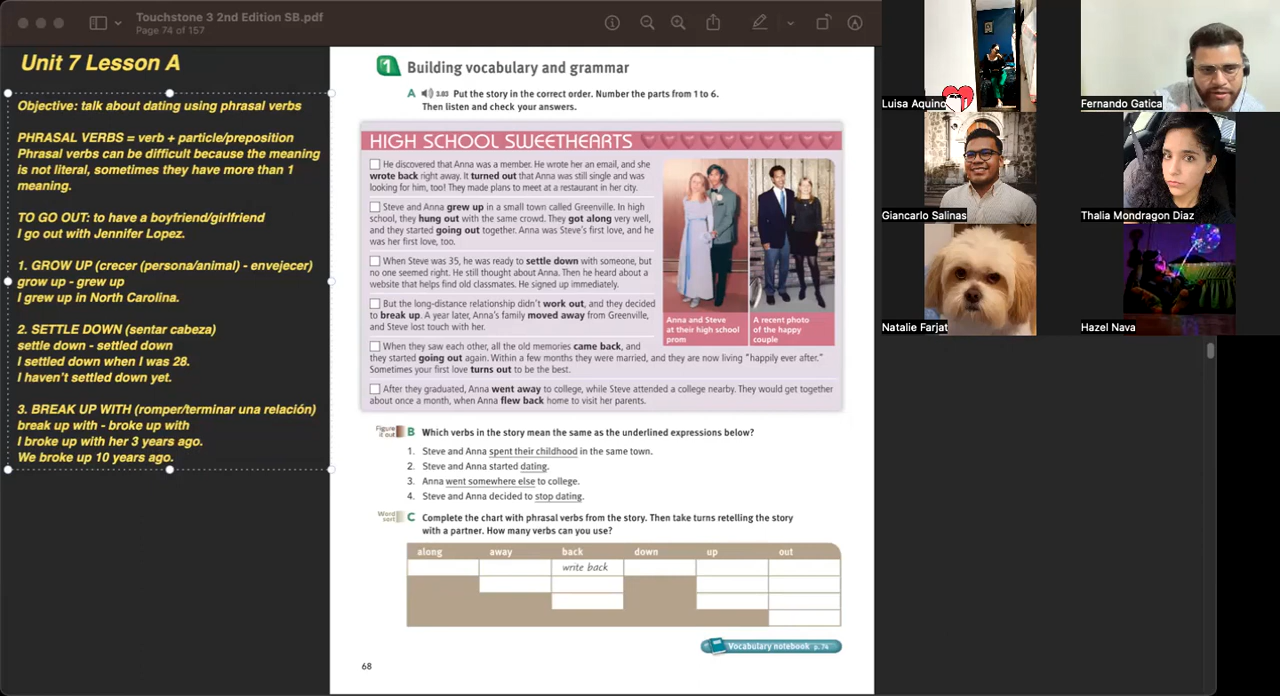 Touchstone 3 2nd Edition SB.pdf
Page 74 of 157
Unit 7 Lesson A
Objective: talk about dating using phrasal verbs
PHRASAL VERBS = verb + particle/preposition
Phrasal verbs can be difficult because the meaning
is not literal, sometimes they have more than 1
meaning.
TO GO OUT: to have a boyfriend/girlfriend
I go out with Jennifer Lopez.
1. GROW UP (crecer (persona/animal) - envejecer)
grow up - grew up
I grew up in North Carolina.
2. SETTLE DOWN (sentar cabeza)
settle down - settled down
I settled down when I was 28.
I haven't settled down yet.
3. BREAK UP WITH (romper/terminar una relación)
break up with - broke up with
I broke up with her 3 years ago.
We broke up 10 years ago.
1 Building vocabulary and grammar
A 3.03 Put the story in the correct order. Number the parts from 1 to 6.
Then listen and check your answers.
HIGH SCHOOL SWEETHEARTS
He discovered that Anna was a member. He wrote her an email, and she
wrote back right away. It turned out that Anna was still single and was
looking for him, too! They made plans to meet at a restaurant in her city.
Steve and Anna grew up in a small town called Greenville. In high
school, they hung out with the same crowd. They got along very well,
and they started going out together. Anna was Steve's first love, and he
was her first love, too.
When Steve was 35, he was ready to settle down with someone, but
no one seemed right. He still thought about Anna. Then he heard about a
website that helps find old classmates. He signed up immediately.
But the long-distance relationship didn't work out, and they decided
to break up. A year later, Anna's family moved away from Greenville,
and Steve lost touch with her.
When they saw each other, all the old memories came back, and
they started going out again. Within a few months they were married, and they are now living "happily ever after."
Sometimes your first love turns out to be the best.
After they graduated, Anna went away to college, while Steve attended a college nearby. They would get together
about once a month, when Anna flew back home to visit her parents.
Anna and Steve
at their high school
prom
A recent photo
of the happy
couple
Figure
it out
B Which verbs in the story mean the same as the underlined expressions below?
1. Steve and Anna spent their childhood in the same town.
2. Steve and Anna started dating.
3. Anna went somewhere else to college.
4. Steve and Anna decided to stop dating.
Word
sort
C Complete the chart with phrasal verbs from the story. Then take turns retelling the story
with a partner. How many verbs can you use?
along away back down up out
write back
Vocabulary notebook p. 74
68
Luisa Aquino
Fernando Gatica
Giancarlo Salinas
Thalia Mondragon Diaz
Natalie Farjat
Hazel Nava